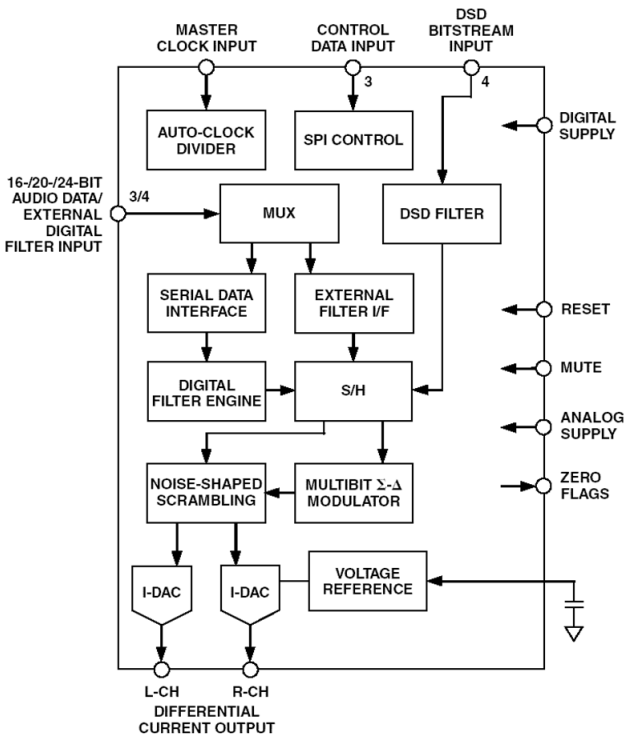 MASTER
CLOCK INPUT
CONTROL
DATA INPUT
DSD
BITSTREAM
INPUT
3
4
AUTO-CLOCK
DIVIDER
SPI CONTROL
DIGITAL
SUPPLY
16-/20-/24-BIT
AUDIO DATA/
EXTERNAL
DIGITAL
FILTER INPUT
3/4
MUX
DSD FILTER
SERIAL DATA
INTERFACE
EXTERNAL
FILTER I/F
RESET
DIGITAL
FILTER ENGINE
S/H
MUTE
ANALOG
SUPPLY
NOISE-SHAPED
SCRAMBLING
MULTIBIT Σ-Δ
MODULATOR
ZERO
FLAGS
I-DAC
I-DAC
VOLTAGE
REFERENCE
L-CH
R-CH
DIFFERENTIAL
CURRENT OUTPUT